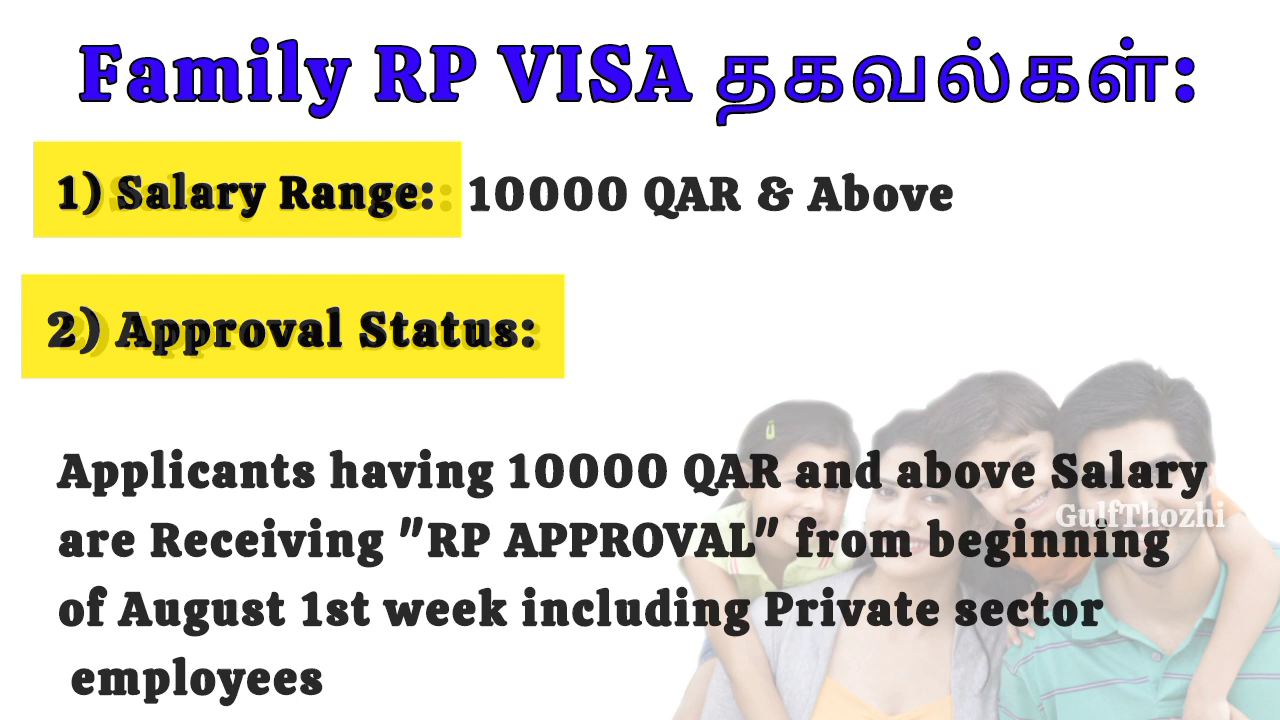 Family RP VISA தகவல்கள்:
1) Salary Range: 10000 QAR & Above
2) Approval Status:
Applicants having 10000 QAR and above Salary
are Receiving "RP APPROVAL" from beginning
GulfThozhi
of August 1st week including Private sector
employees